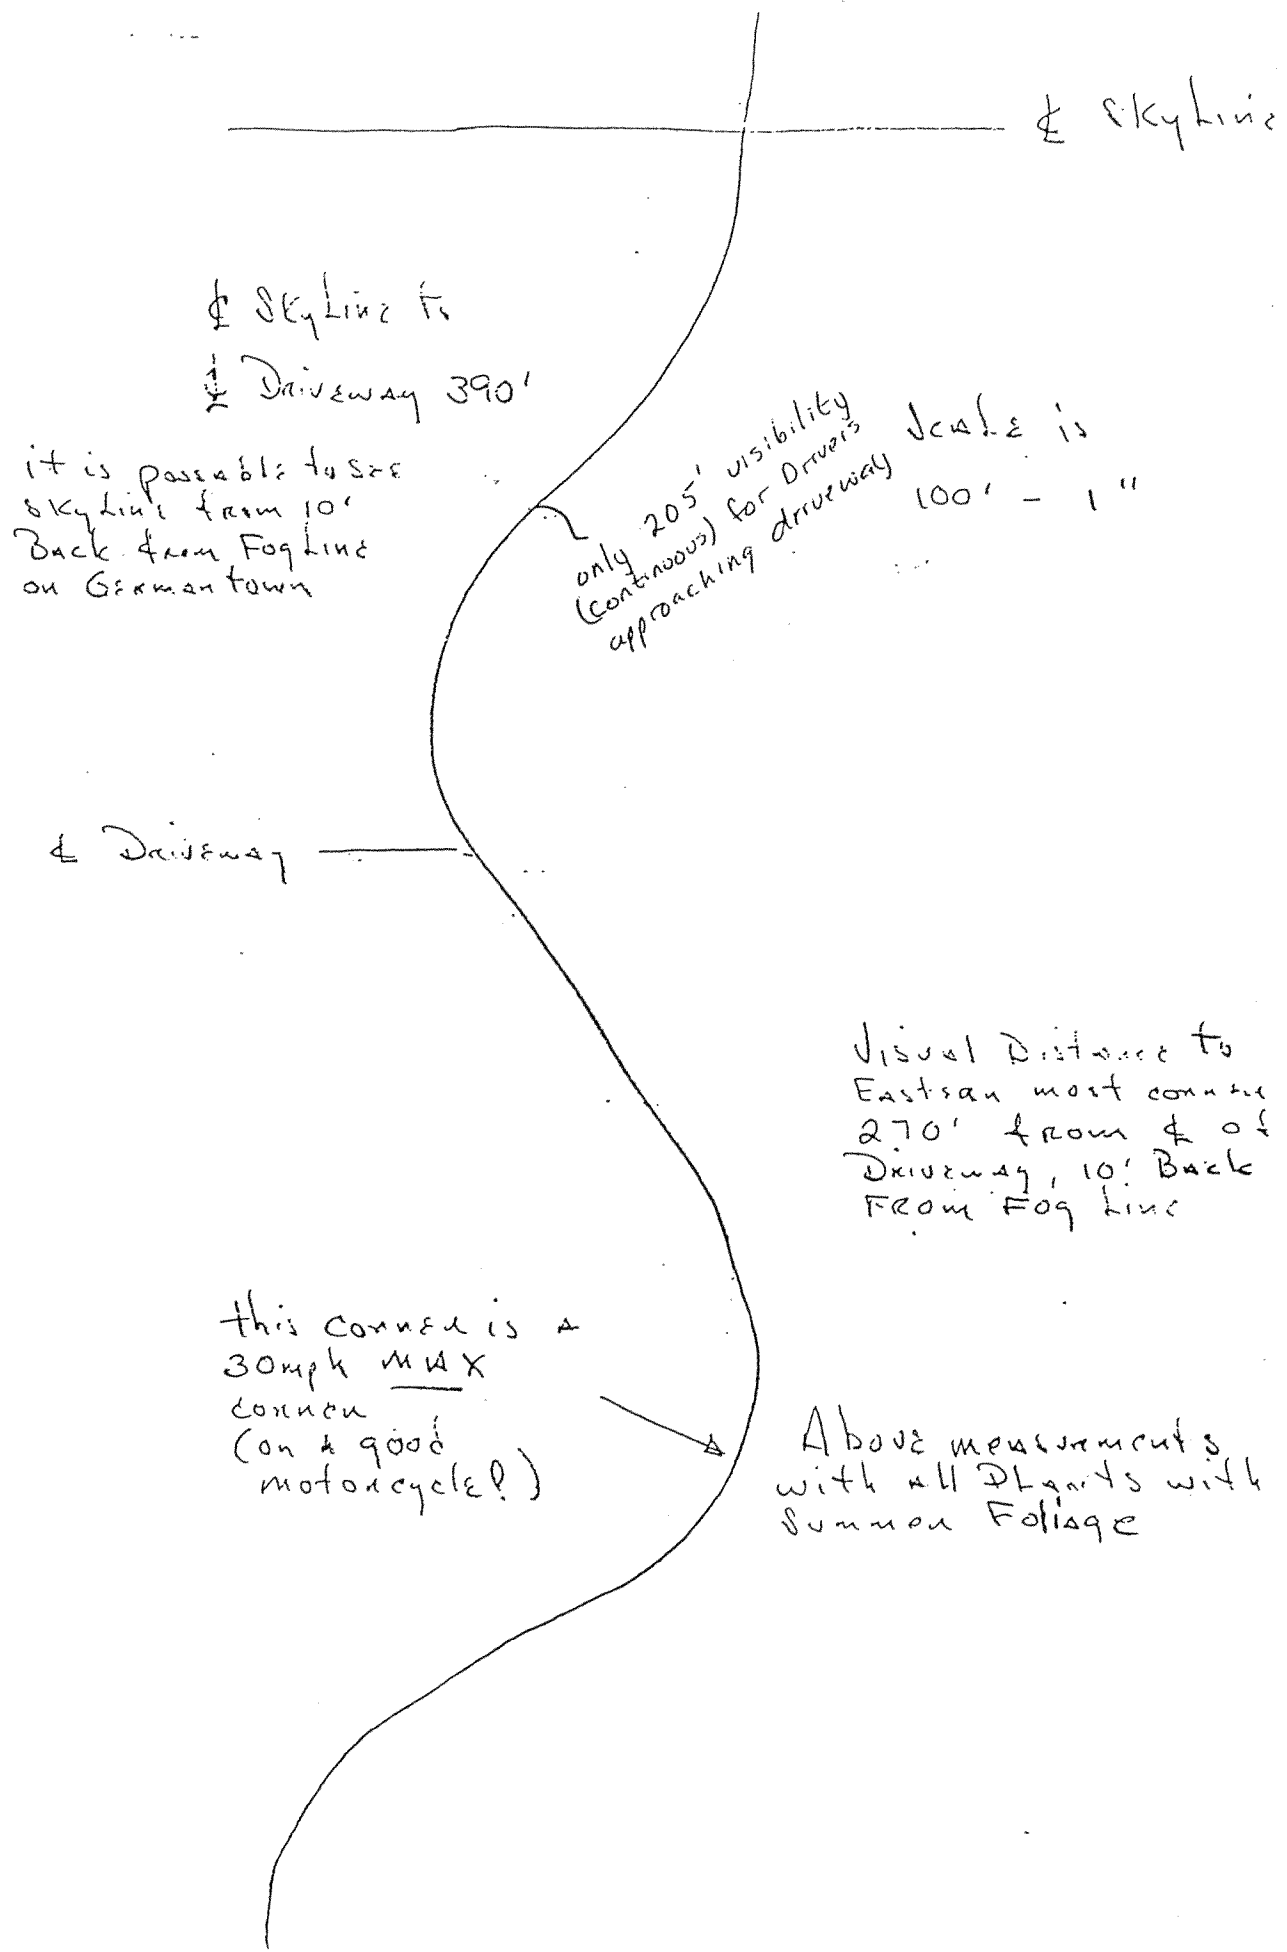 ℄ SkyLine
℄ SkyLine to
℄ Driveway 390'
it is possable to see
skyLine from 10'
Back from FogLine
on Germantown
only 205' visibility
(continuous) for Drivers
approaching driveway
Scale is
100' - 1"
℄ Driveway
Visual Distance to
Eastern most corner
270' from ℄ of
Driveway, 10' Back
From Fog Line
this corner is a
30mph MAX
corner
(on a good
motorcycle?)
Above measurements
with all PLants with
Summer Foliage